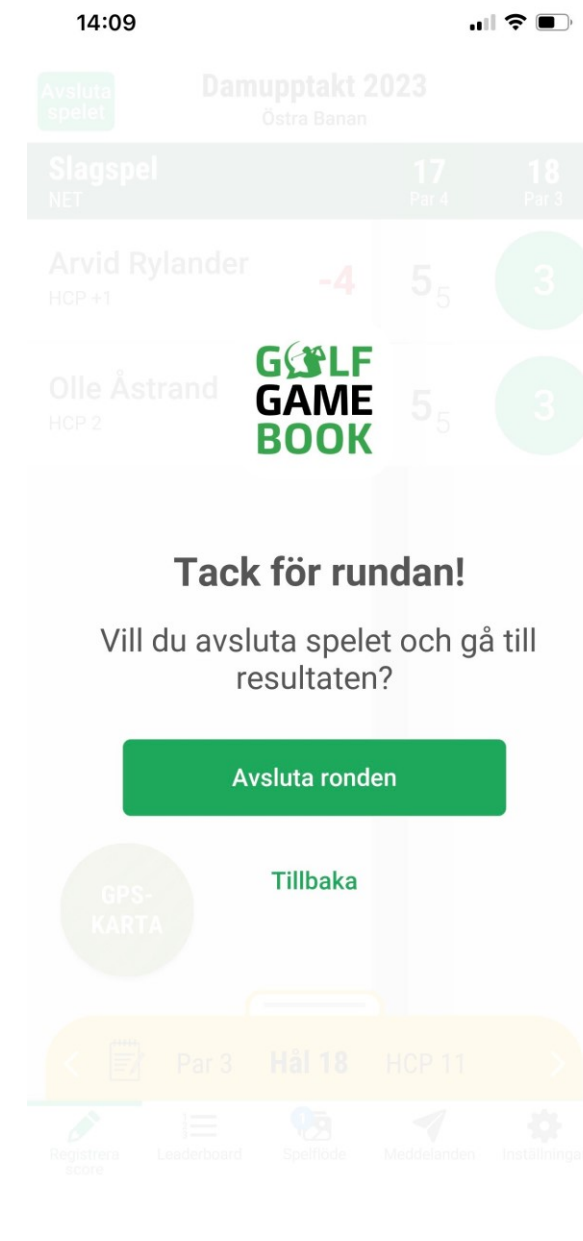 14:09
Avsluta spelet
Damupptakt 2023
Östra Banan
Slagspel
NET
17
Par 4
18
Par 3
Arvid Rylander
HCP +1
-4
5 5
3
Olle Åstrand
HCP 2
5 5
3
GOLF
GAME
BOOK
Tack för rundan!
Vill du avsluta spelet och gå till
resultaten?
Avsluta ronden
Tillbaka
GPS-
KARTA
Par 3 Hål 18 HCP 11
Registrera
score
Leaderboard
1
Spelflöde
Meddelanden
Inställninga